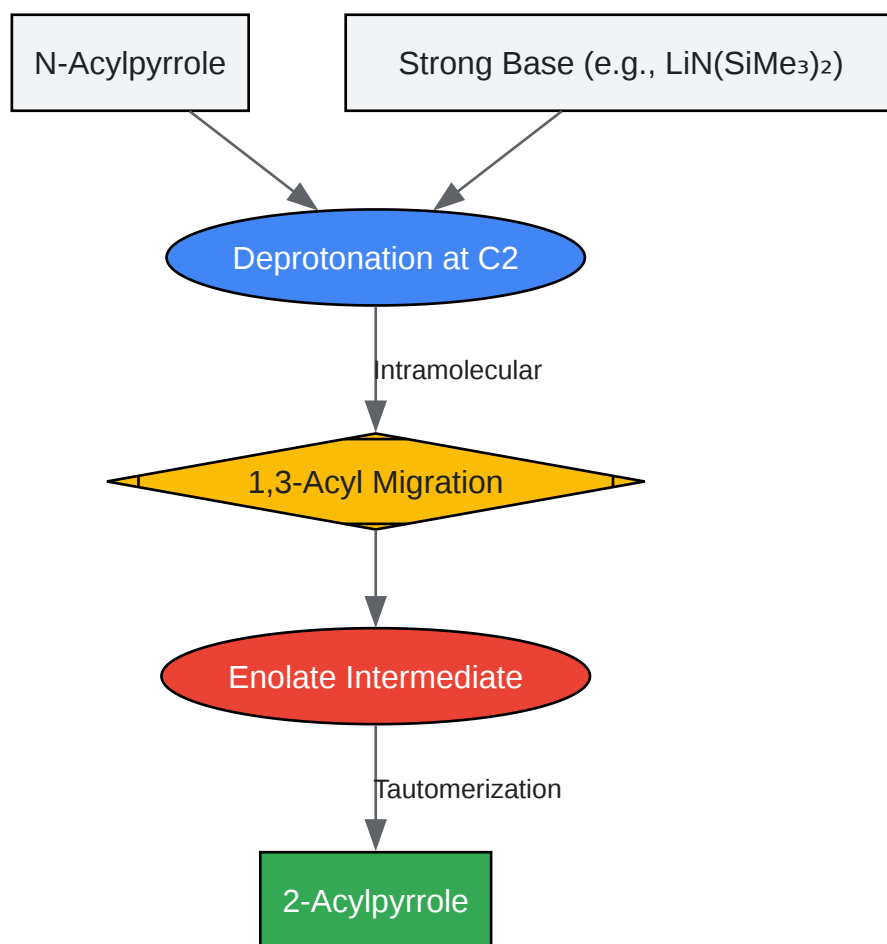 N-Acylpyrrole
Strong Base (e.g., LiN(SiMe₃)₂)
Deprotonation at C2
Intramolecular
1,3-Acyl Migration
Enolate Intermediate
Tautomerization
2-Acylpyrrole